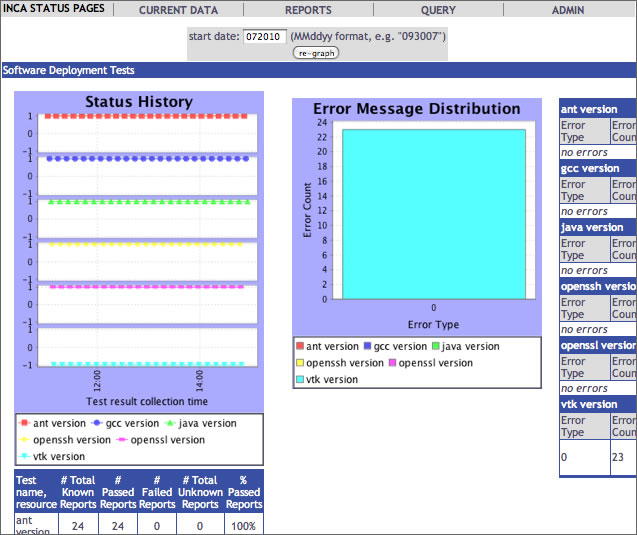 INCA STATUS PAGES CURRENT DATA REPORTS QUERY ADMIN
start date: 072010 (MMddyy format, e.g. "093007")
re-graph
Software Deployment Tests
Status History
1
0
-1
1
0
-1
1
0
-1
1
0
-1
1
0
-1
1
0
-1
12:00 14:00
Test result collection time
ant version gcc version java version
openssh version openssl version
vtk version
Test name, resource # Total Known Reports # Passed Reports # Failed Reports # Total Unknown Reports % Passed Reports
ant version 24 24 0 0 100%
Error Message Distribution
Error Count
24
22
20
18
16
14
12
10
8
6
4
2
0
0
Error Type
ant version gcc version java version
openssh version openssl version
vtk version
ant version
Error Type Error Coun
no errors
gcc version
Error Type Error Coun
no errors
java version
Error Type Error Coun
no errors
openssh versio
Error Type Error Coun
no errors
openssl version
Error Type Error Coun
no errors
vtk version
Error Type Error Coun
0 23